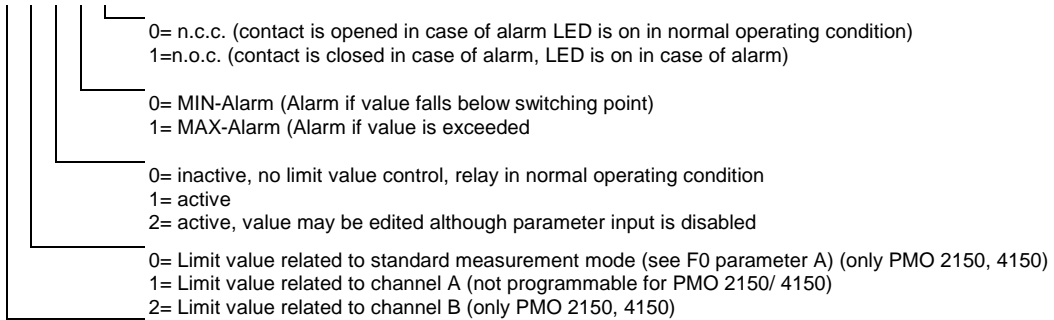 0= n.c.c. (contact is opened in case of alarm LED is on in normal operating condition)
1=n.o.c. (contact is closed in case of alarm, LED is on in case of alarm)
0= MIN-Alarm (Alarm if value falls below switching point)
1= MAX-Alarm (Alarm if value is exceeded
0= inactive, no limit value control, relay in normal operating condition
1= active
2= active, value may be edited although parameter input is disabled
0= Limit value related to standard measurement mode (see F0 parameter A) (only PMO 2150, 4150)
1= Limit value related to channel A (not programmable for PMO 2150/ 4150)
2= Limit value related to channel B (only PMO 2150, 4150)